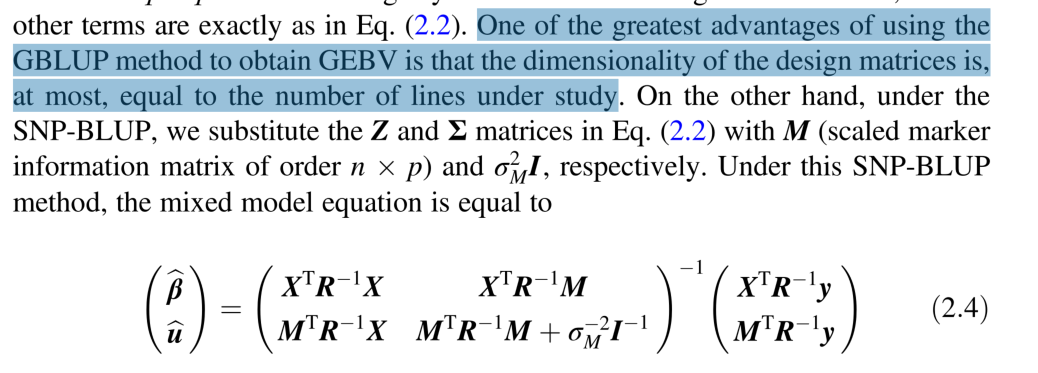 other terms are exactly as in Eq. (2.2). One of the greatest advantages of using the
GBLUP method to obtain GEBV is that the dimensionality of the design matrices is,
at most, equal to the number of lines under study. On the other hand, under the
SNP-BLUP, we substitute the Z and Σ matrices in Eq. (2.2) with M (scaled marker
information matrix of order n × p) and σ²_M I, respectively. Under this SNP-BLUP
method, the mixed model equation is equal to
(β̂ û) = (XᵀR⁻¹X XᵀR⁻¹M MᵀR⁻¹X MᵀR⁻¹M + σ_M⁻²I⁻¹)⁻¹ (XᵀR⁻¹y MᵀR⁻¹y) (2.4)